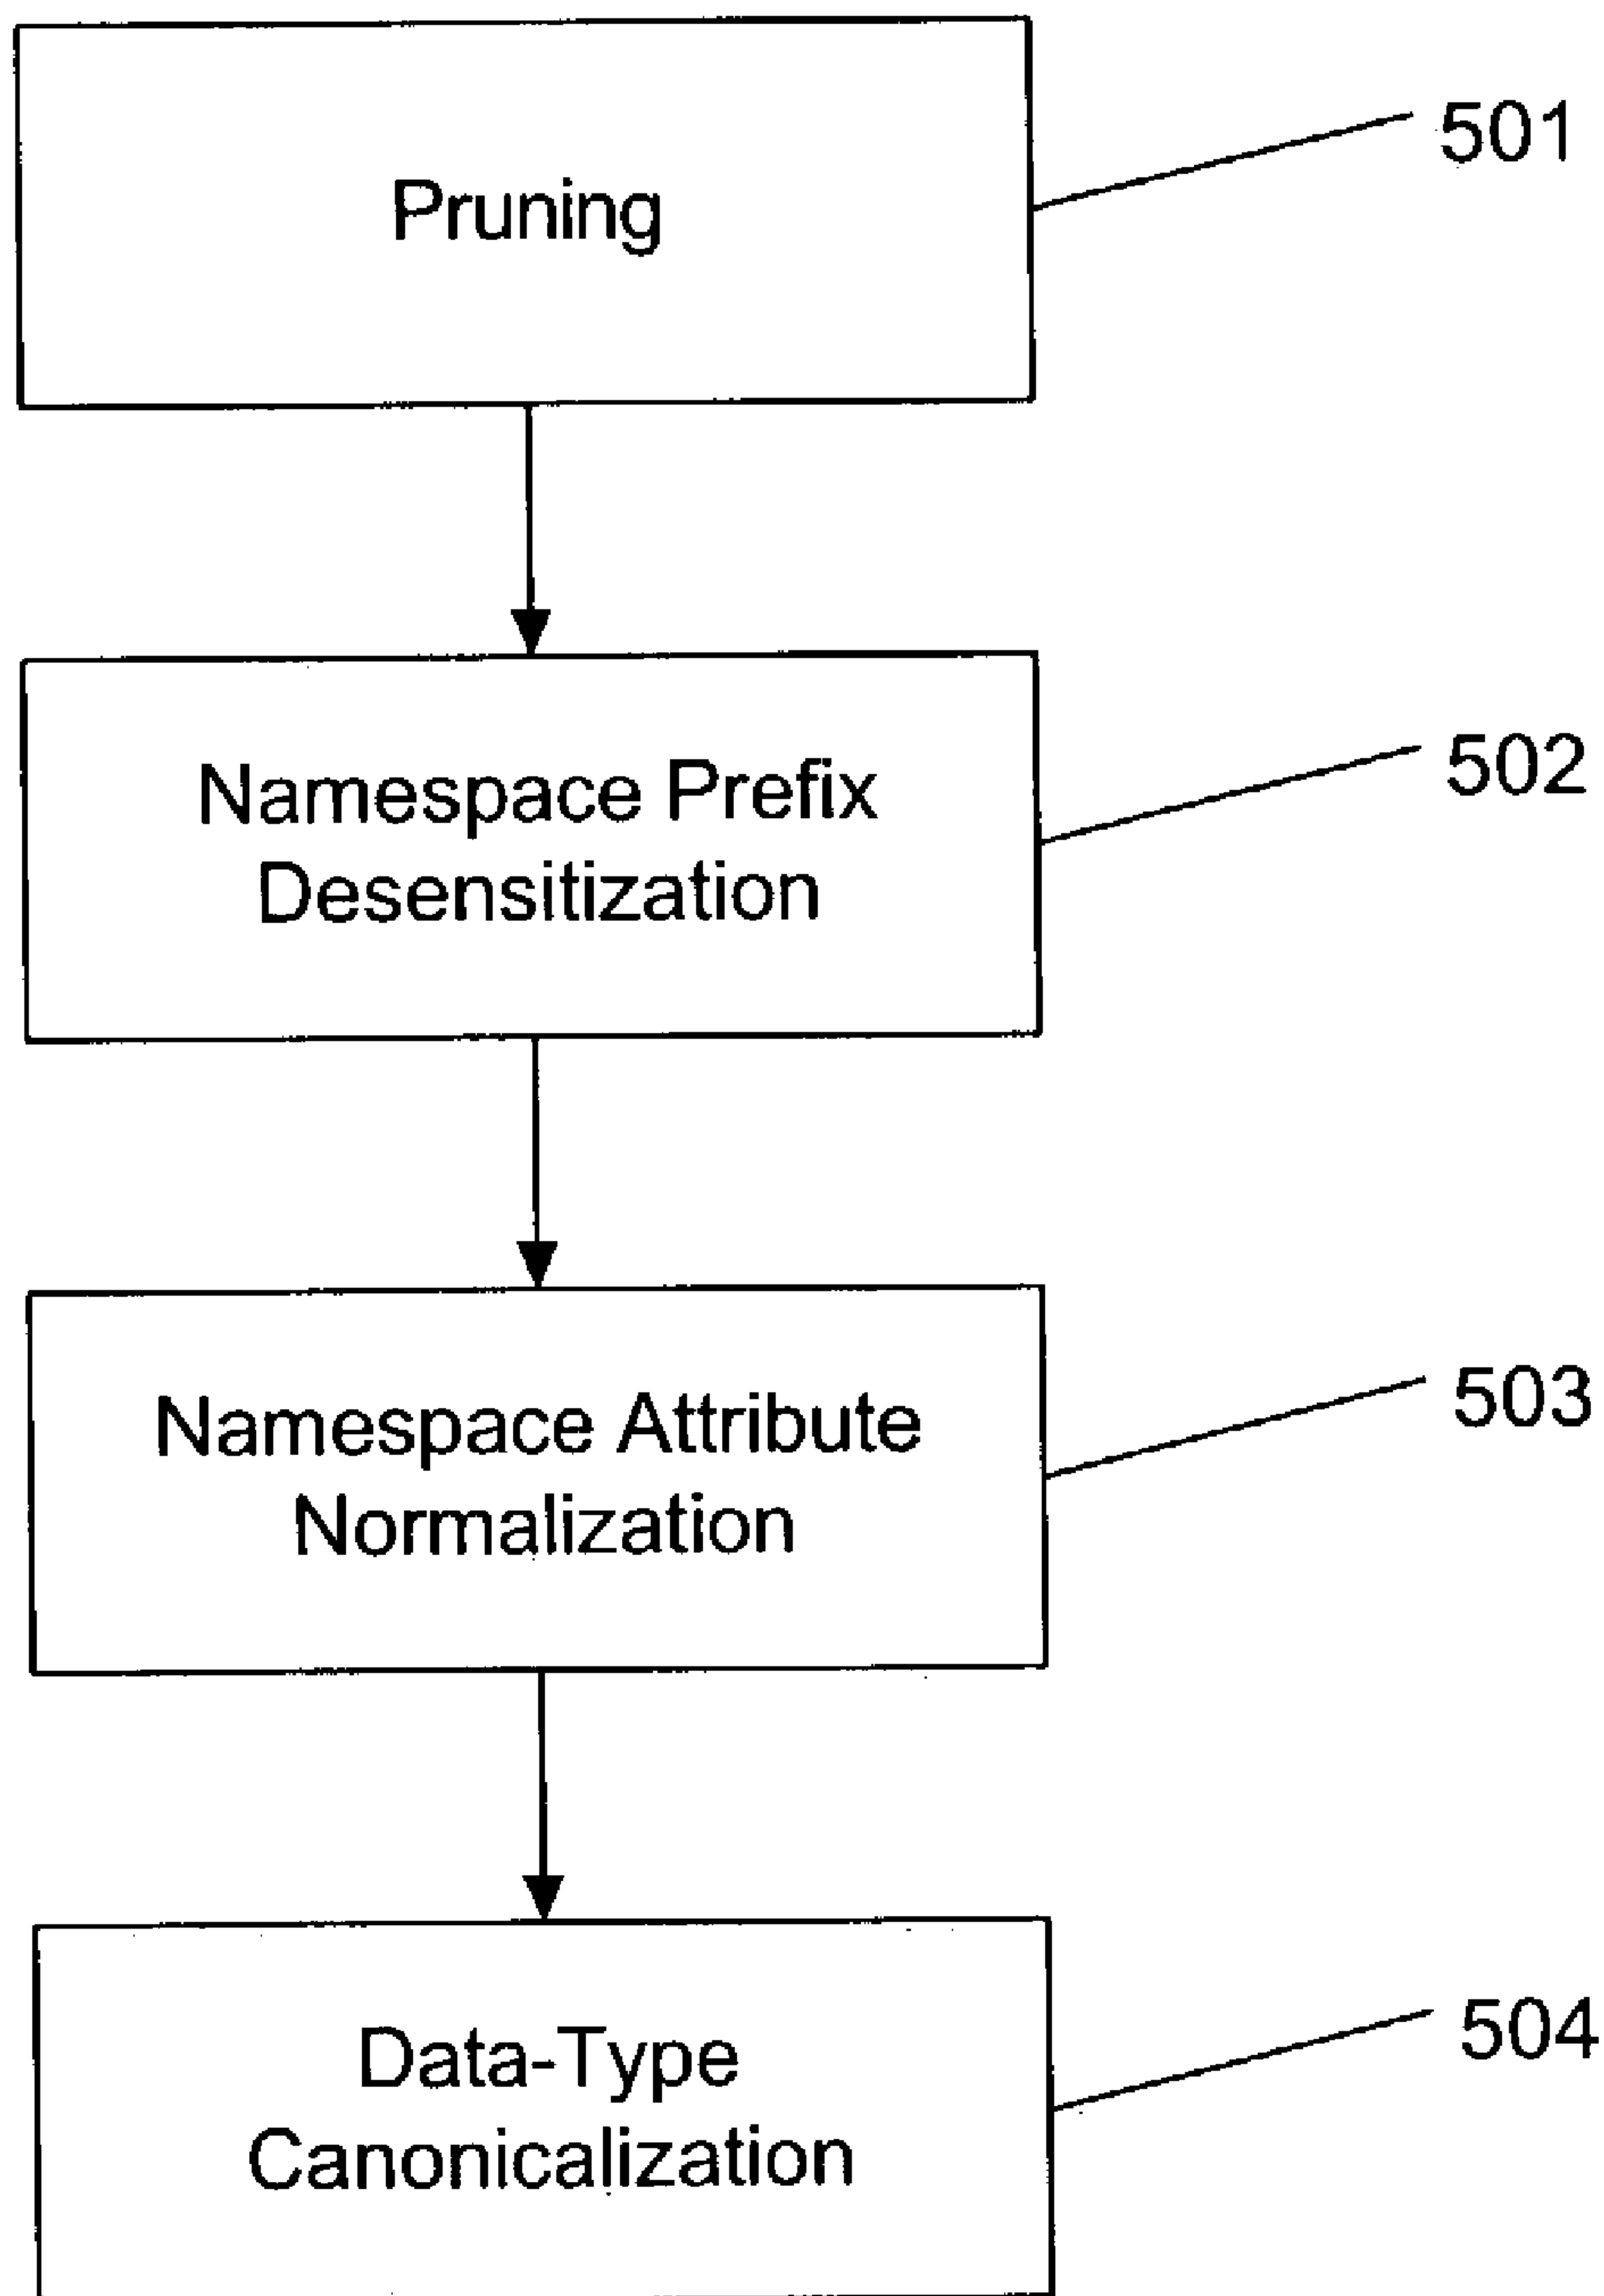 Pruning
501
Namespace Prefix
Desensitization
502
Namespace Attribute
Normalization
503
Data-Type
Canonicalization
504